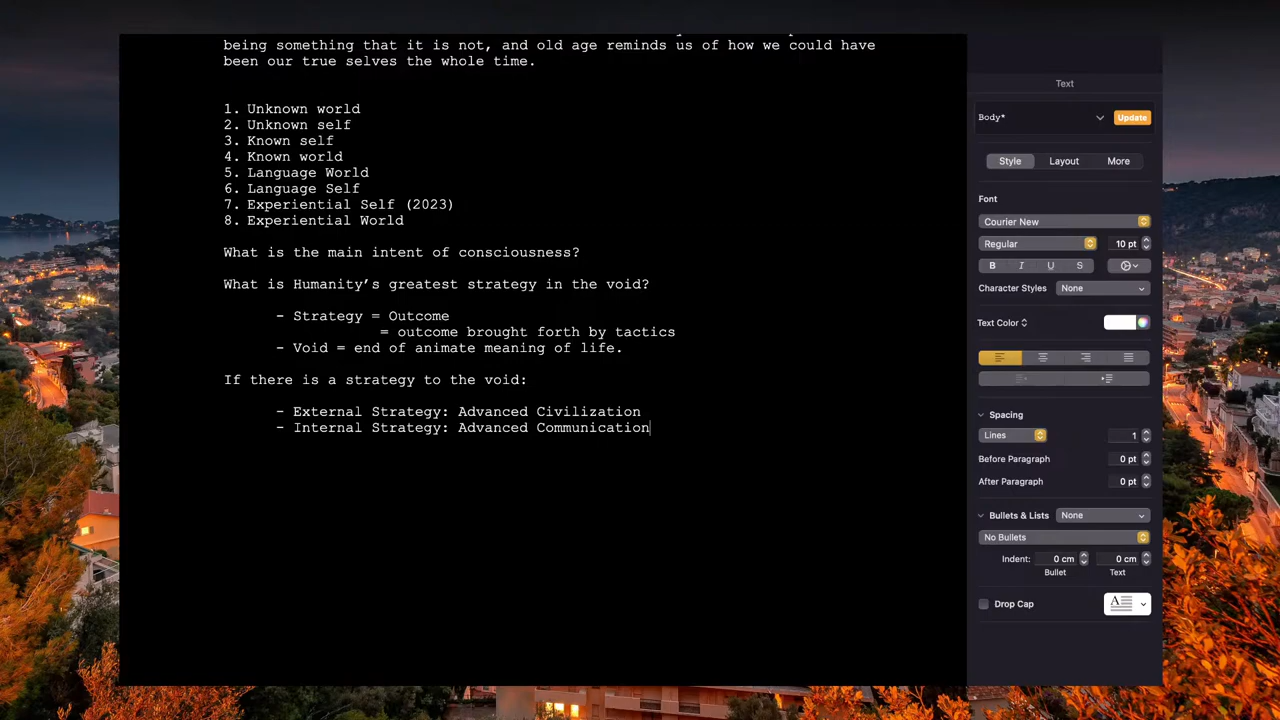 being something that it is not, and old age reminds us of how we could have
been our true selves the whole time.
1. Unknown world
2. Unknown self
3. Known self
4. Known world
5. Language World
6. Language Self
7. Experiential Self (2023)
8. Experiential World
What is the main intent of consciousness?
What is Humanity’s greatest strategy in the void?
- Strategy = Outcome
= outcome brought forth by tactics
- Void = end of animate meaning of life.
If there is a strategy to the void:
- External Strategy: Advanced Civilization
- Internal Strategy: Advanced Communication
Text
Body*
Update
Style Layout More
Font
Courier New
Regular 10 pt
B I U S
Character Styles None
Text Color
Spacing
Lines 1
Before Paragraph 0 pt
After Paragraph 0 pt
Bullets & Lists None
No Bullets
Indent: 0 cm 0 cm
Bullet Text
Drop Cap A